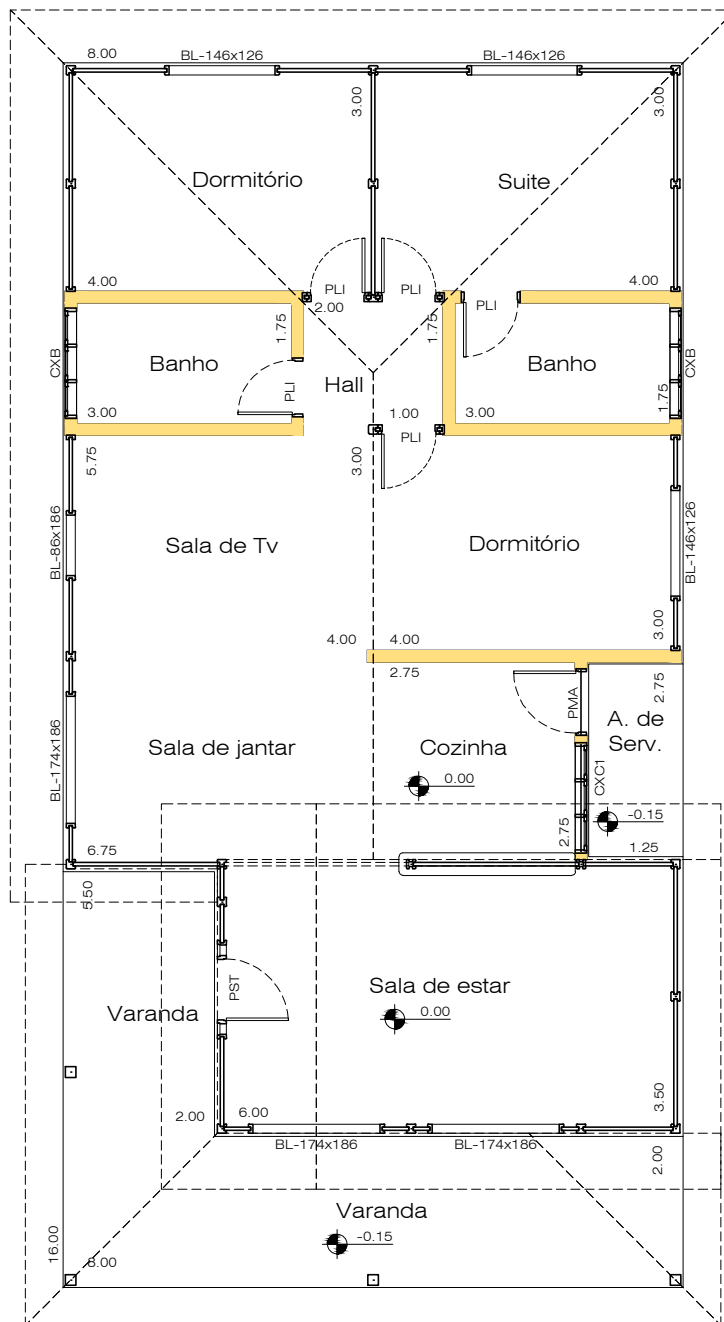 8.00
BL-146x126
BL-146x126
3.00
3.00
Dormitório
Suite
4.00
PLI
PLI
2.00
PLI
4.00
1.75
1.75
CXB
Banho
PLI
Hall
Banho
CXB
1.75
3.00
1.00
PLI
3.00
5.75
3.00
BL-86x186
Sala de Tv
Dormitório
BL-146x126
3.00
4.00
4.00
2.75
2.75
PMA
A. de
Serv.
BL-174x186
Sala de jantar
Cozinha
CXC1
0.00
-0.15
2.75
1.25
6.75
5.50
PST
Sala de estar
0.00
Varanda
3.50
2.00
6.00
BL-174x186
BL-174x186
2.00
Varanda
-0.15
16.00
8.00